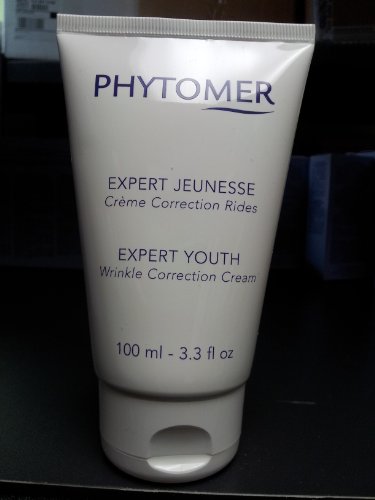 PHYTOMER
EXPERT JEUNESSE
Crème Correction Rides
EXPERT YOUTH
Wrinkle Correction Cream
100 ml - 3.3 fl oz